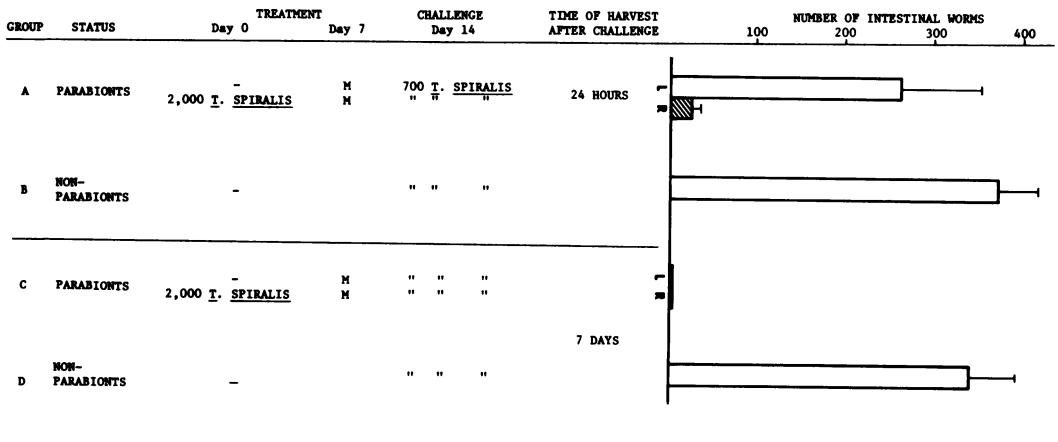 TREATMENT CHALLENGE TIME OF HARVEST NUMBER OF INTESTINAL WORMS
GROUP STATUS Day 0 Day 7 Day 14 AFTER CHALLENGE 100 200 300 400
A PARABIONTS - M 700 T. SPIRALIS 24 HOURS L
2,000 T. SPIRALIS M " " " R
B NON-PARABIONTS - " " "
C PARABIONTS - M " " " L
2,000 T. SPIRALIS M " " " R
7 DAYS
D NON-PARABIONTS - " " "